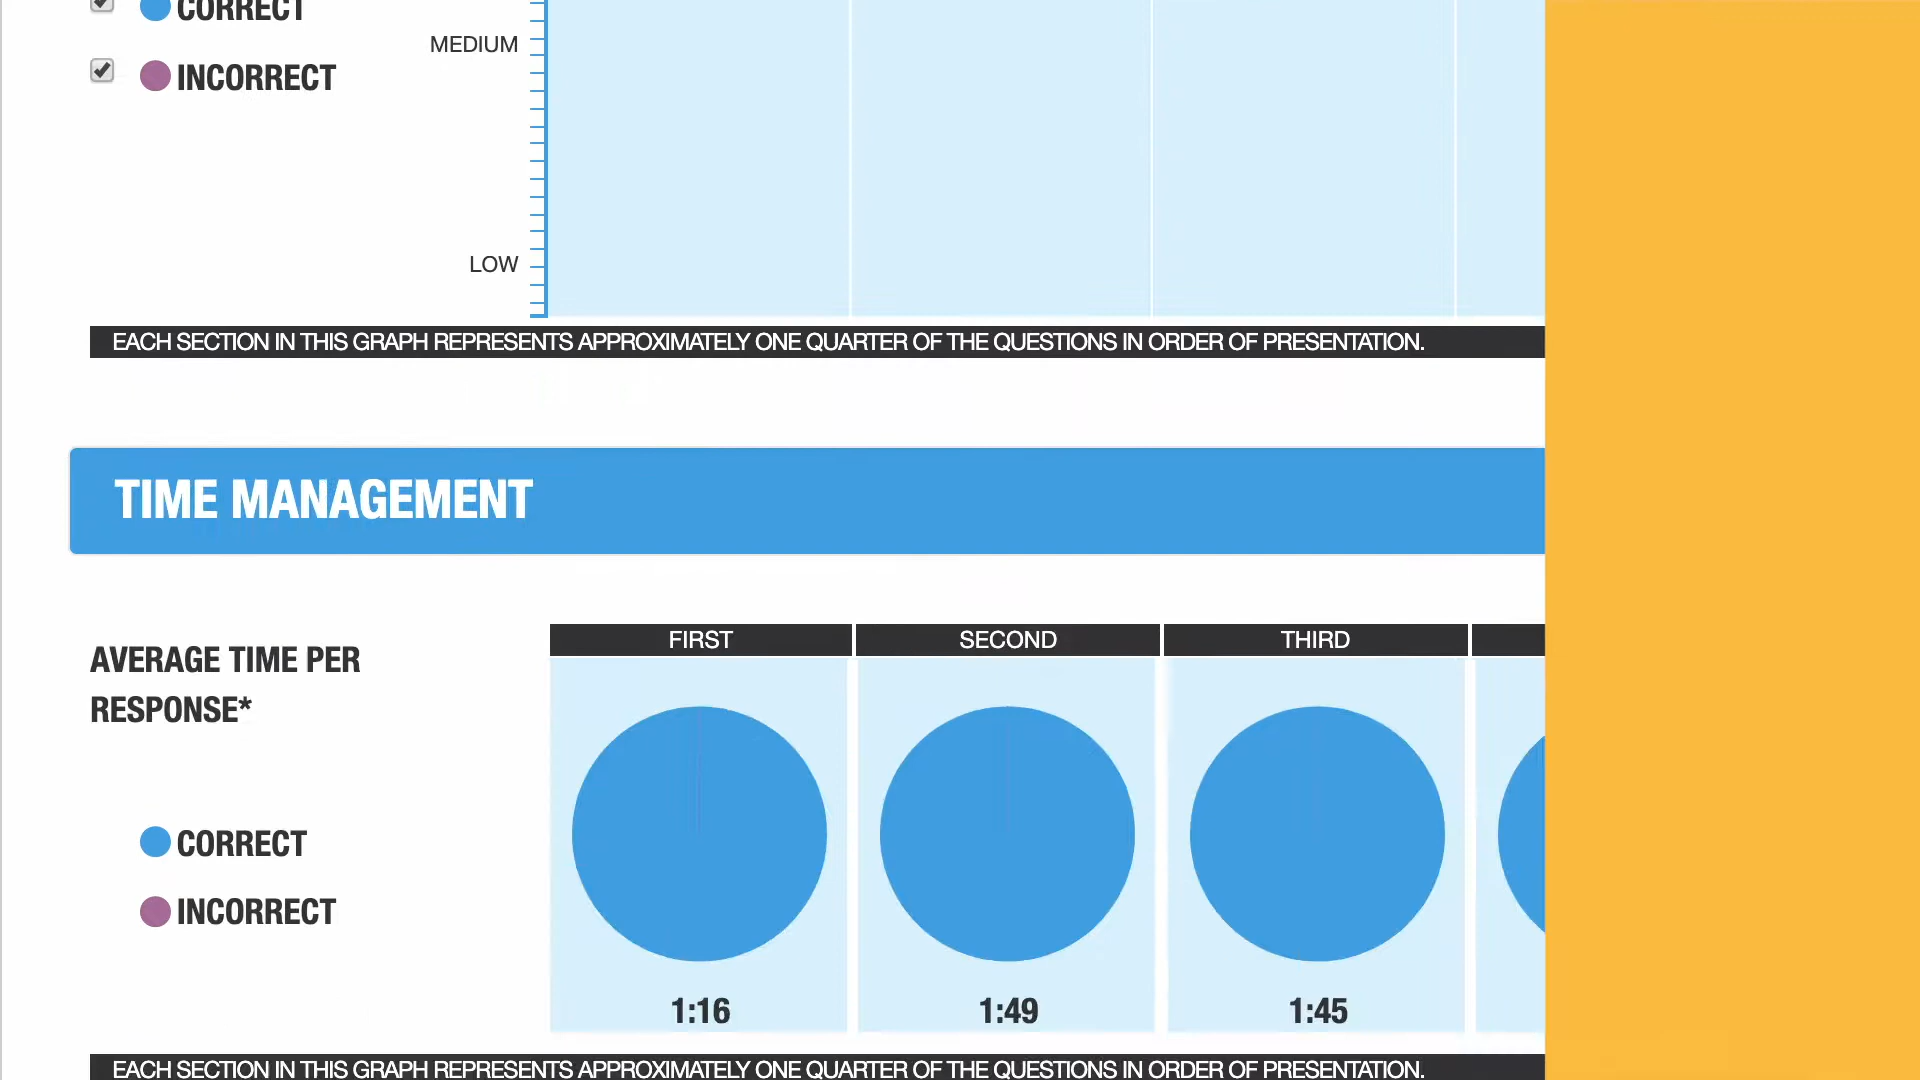 CORRECT
MEDIUM
INCORRECT
LOW
EACH SECTION IN THIS GRAPH REPRESENTS APPROXIMATELY ONE QUARTER OF THE QUESTIONS IN ORDER OF PRESENTATION.
TIME MANAGEMENT
FIRST SECOND THIRD
AVERAGE TIME PER
RESPONSE*
CORRECT
INCORRECT
1:16 1:49 1:45
EACH SECTION IN THIS GRAPH REPRESENTS APPROXIMATELY ONE QUARTER OF THE QUESTIONS IN ORDER OF PRESENTATION.